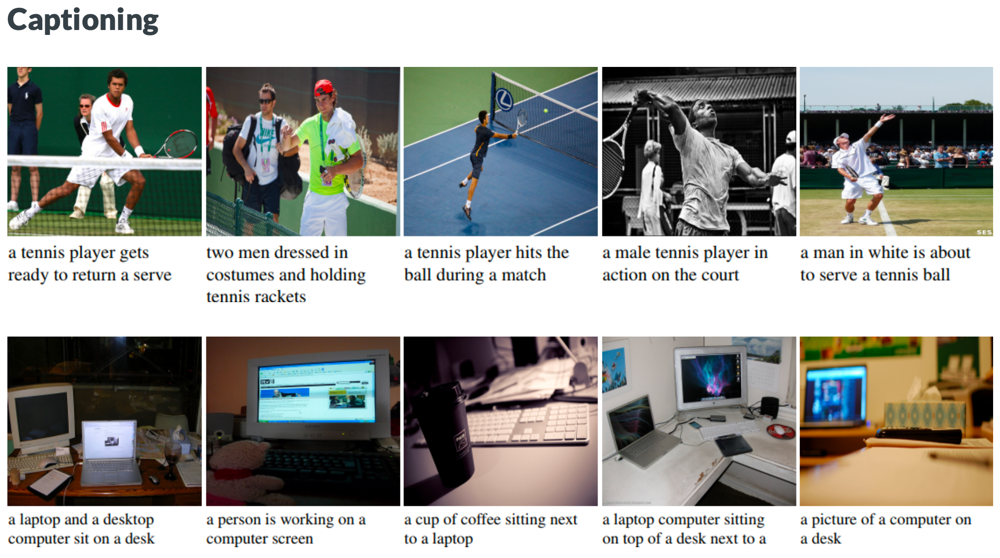 Captioning
NIKE
SES
a tennis player gets
ready to return a serve
two men dressed in
costumes and holding
tennis rackets
a tennis player hits the
ball during a match
a male tennis player in
action on the court
a man in white is about
to serve a tennis ball
a laptop and a desktop
computer sit on a desk
a person is working on a
computer screen
a cup of coffee sitting next
to a laptop
a laptop computer sitting
on top of a desk next to a
a picture of a computer on
a desk